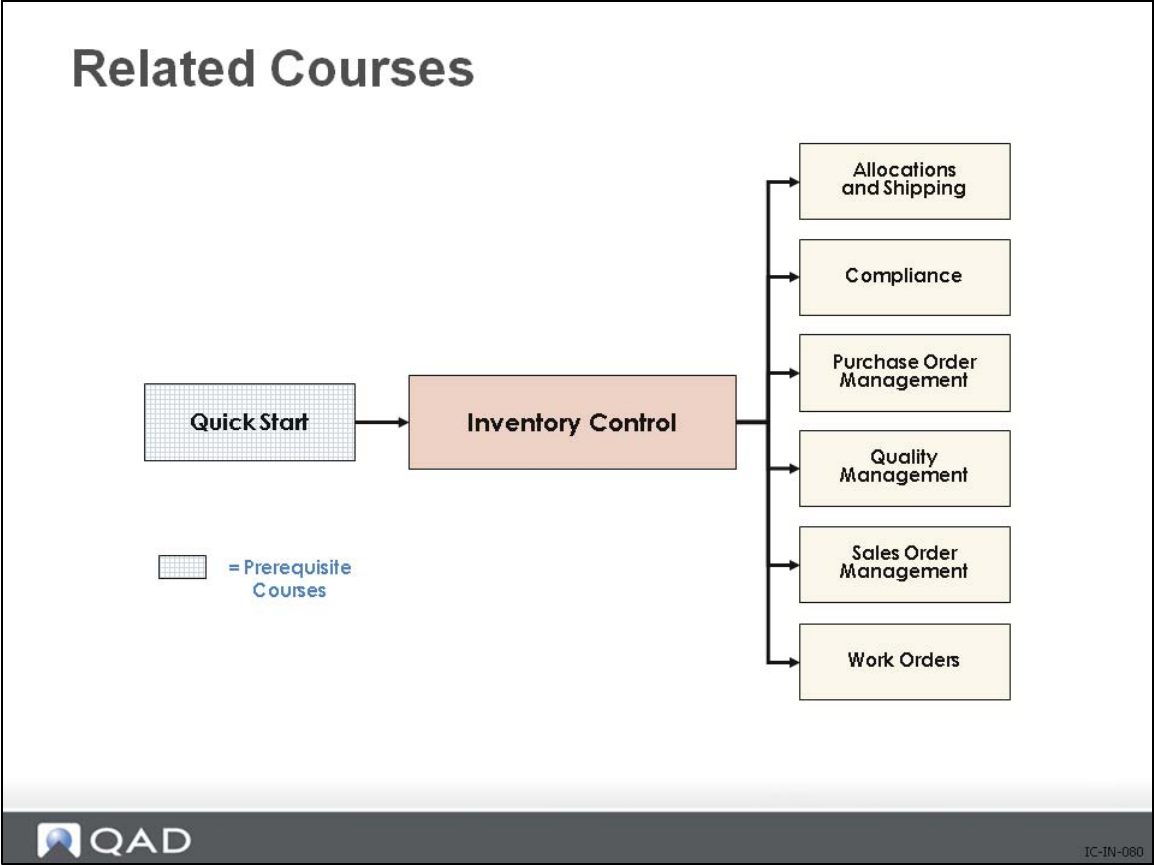 Related Courses
Allocations
and Shipping
Compliance
Purchase Order
Management
Quick Start
Inventory Control
Quality
Management
Sales Order
Management
= Prerequisite
Courses
Work Orders
QAD
IC-IN-080